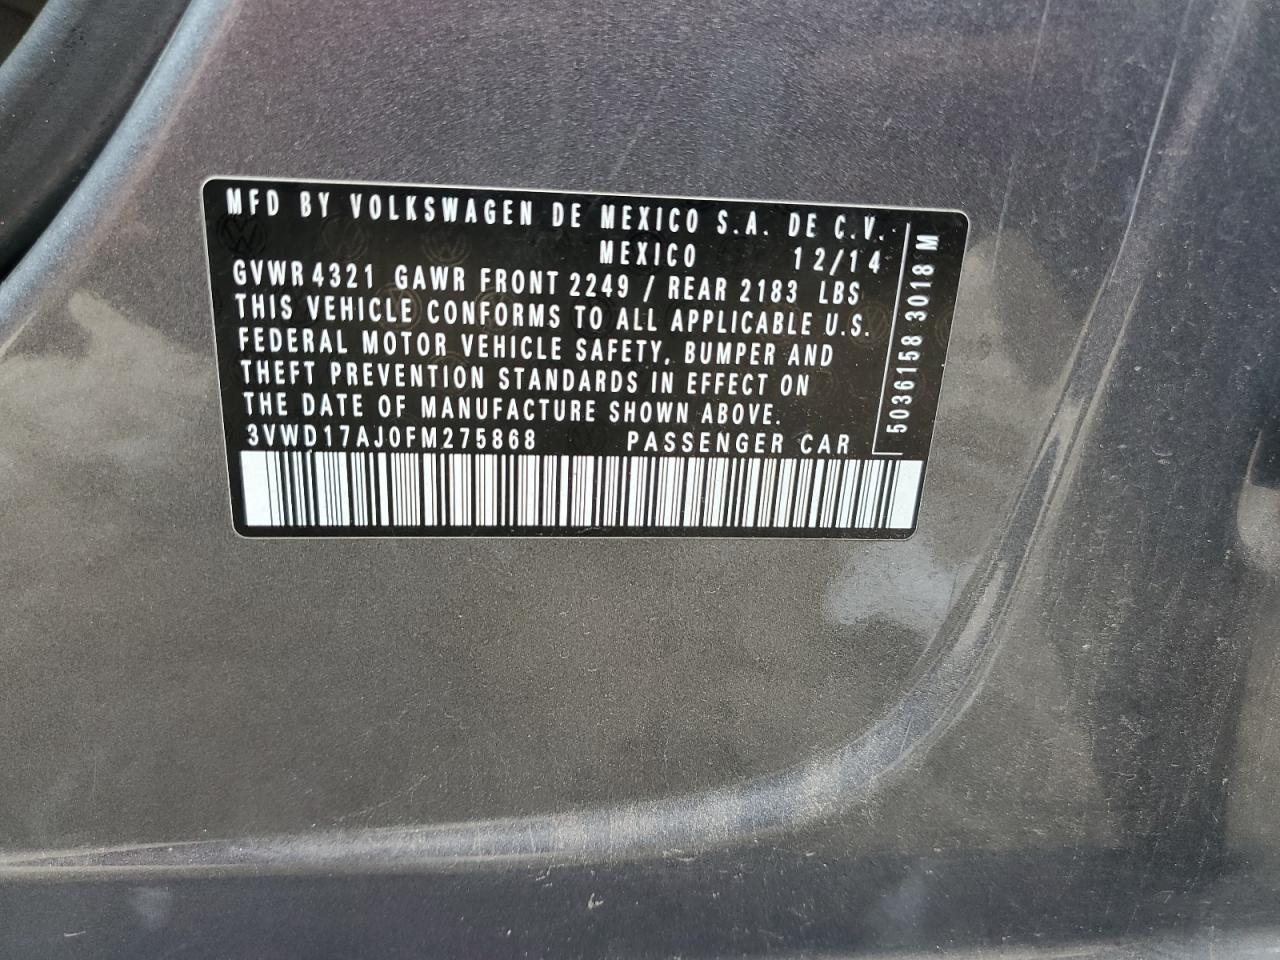 MFD BY VOLKSWAGEN DE MEXICO S.A. DE C.V.
MEXICO 12/14
GVWR 4321 GAWR FRONT 2249 / REAR 2183 LBS
THIS VEHICLE CONFORMS TO ALL APPLICABLE U.S.
FEDERAL MOTOR VEHICLE SAFETY, BUMPER AND
THEFT PREVENTION STANDARDS IN EFFECT ON
THE DATE OF MANUFACTURE SHOWN ABOVE.
3VWD17AJ0FM275868 PASSENGER CAR
5036158 3018 M